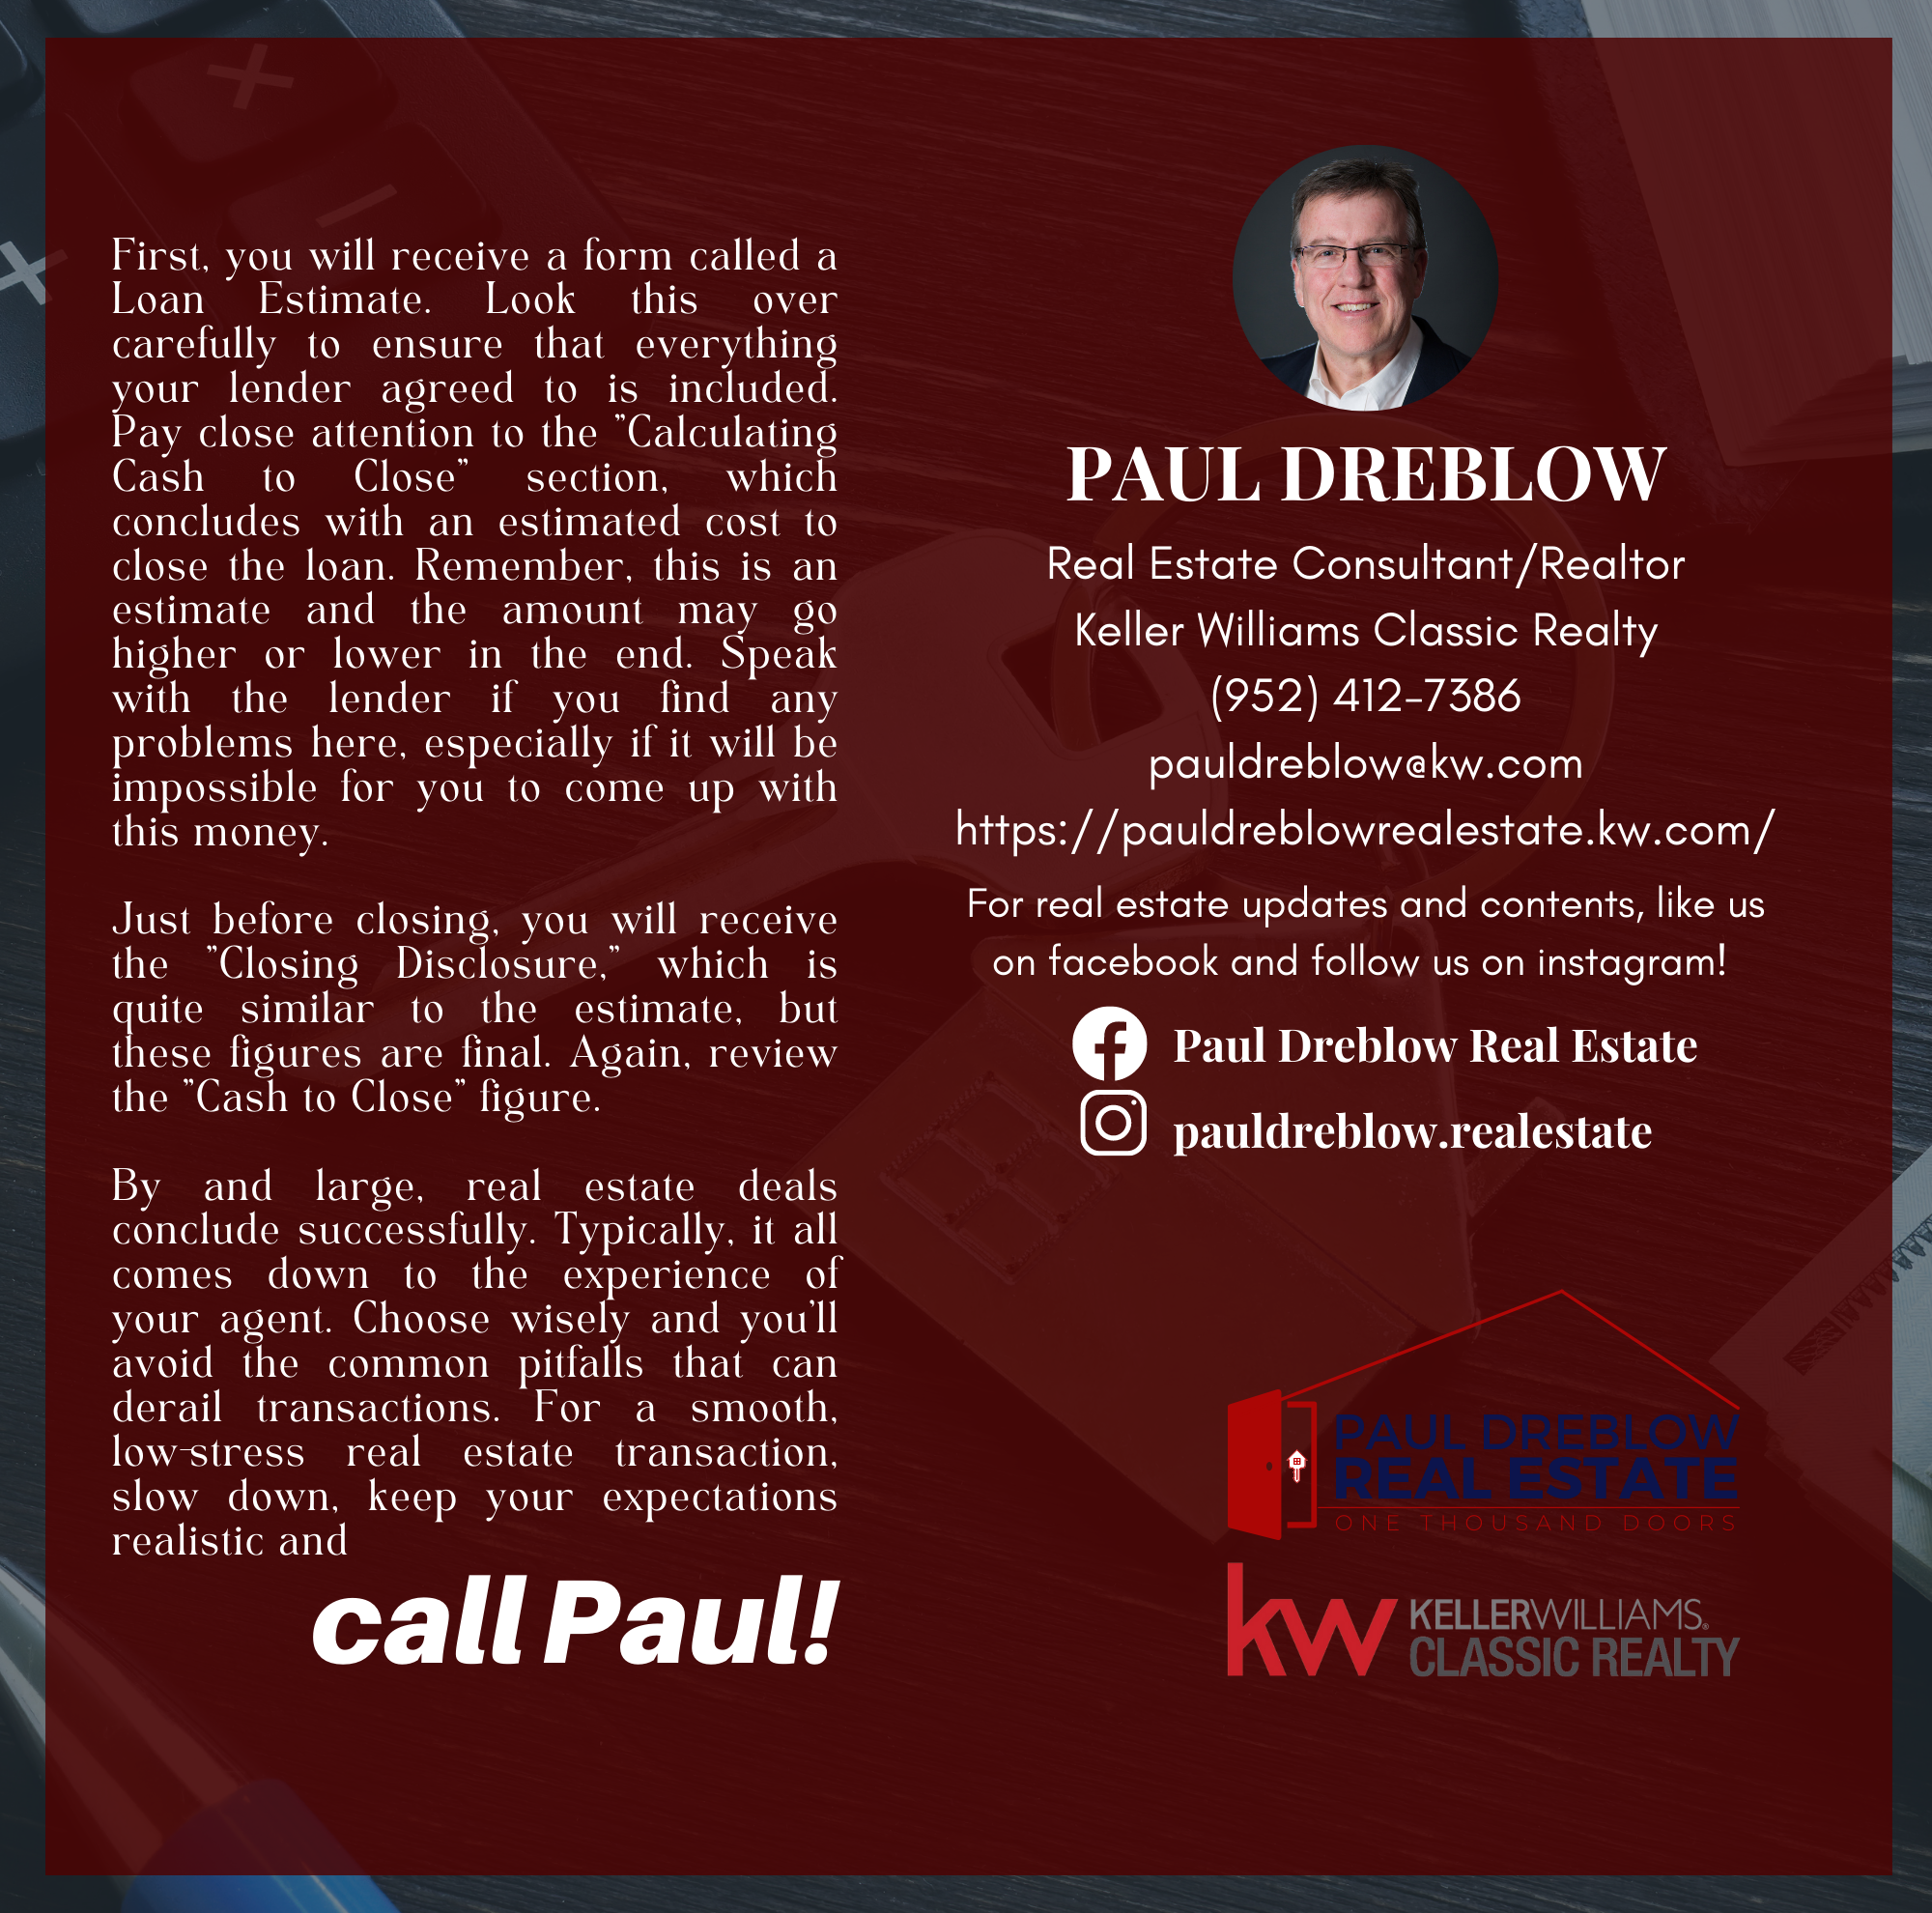 First, you will receive a form called a
Loan Estimate. Look this over
carefully to ensure that everything
your lender agreed to is included.
Pay close attention to the "Calculating
Cash to Close" section, which
concludes with an estimated cost to
close the loan. Remember, this is an
estimate and the amount may go
higher or lower in the end. Speak
with the lender if you find any
problems here, especially if it will be
impossible for you to come up with
this money.
Just before closing, you will receive
the "Closing Disclosure," which is
quite similar to the estimate, but
these figures are final. Again, review
the "Cash to Close" figure.
By and large, real estate deals
conclude successfully. Typically, it all
comes down to the experience of
your agent. Choose wisely and you'll
avoid the common pitfalls that can
derail transactions. For a smooth,
low-stress real estate transaction,
slow down, keep your expectations
realistic and
call Paul!
PAUL DREBLOW
Real Estate Consultant/Realtor
Keller Williams Classic Realty
(952) 412-7386
pauldreblow@kw.com
https://pauldreblowrealestate.kw.com/
For real estate updates and contents, like us
on facebook and follow us on instagram!
Paul Dreblow Real Estate
pauldreblow.realestate
PAUL DREBLOW
REAL ESTATE
ONE THOUSAND DOORS
kw KELLERWILLIAMS®
CLASSIC REALTY